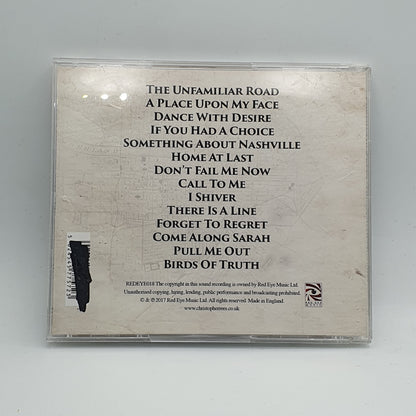 THE UNFAMILIAR ROAD
A PLACE UPON MY FACE
DANCE WITH DESIRE
IF YOU HAD A CHOICE
SOMETHING ABOUT NASHVILLE
HOME AT LAST
DON'T FAIL ME NOW
CALL TO ME
I SHIVER
THERE IS A LINE
FORGET TO REGRET
COME ALONG SARAH
PULL ME OUT
BIRDS OF TRUTH
REDEYE018 The copyright in this sound recording is owned by Red Eye Music Ltd.
Unauthorised copying, hiring, lending, public performance and broadcasting prohibited.
© & ℗ 2017 Red Eye Music Ltd. All rights reserved. Made in England.
www.christopherrees.co.uk
RED EYE